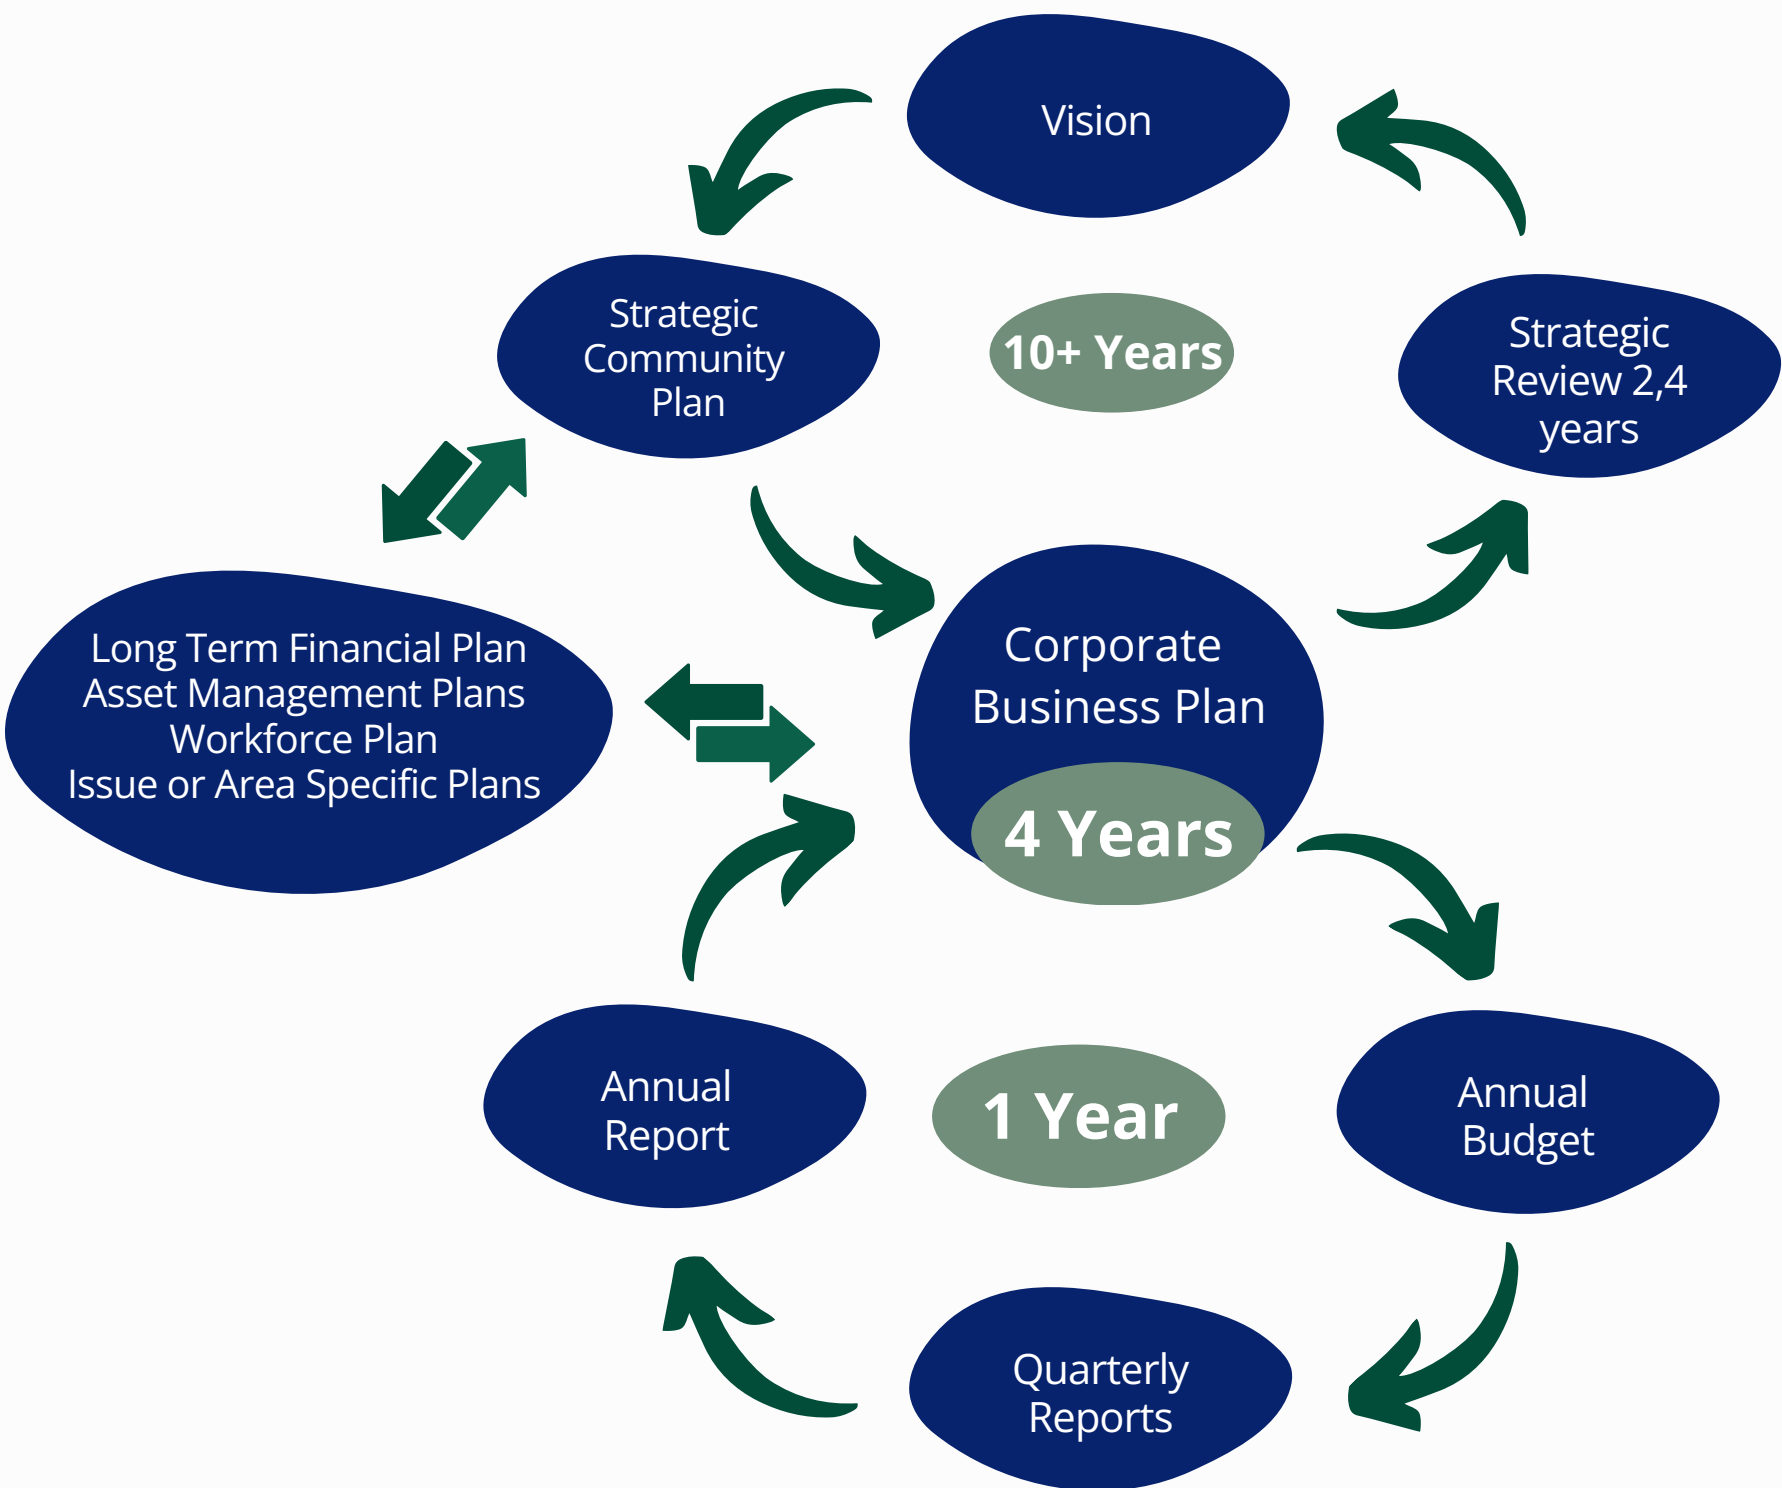 Vision
Strategic
Community
Plan
10+ Years
Strategic
Review 2,4
years
Long Term Financial Plan
Asset Management Plans
Workforce Plan
Issue or Area Specific Plans
Corporate
Business Plan
4 Years
Annual
Report
1 Year
Annual
Budget
Quarterly
Reports